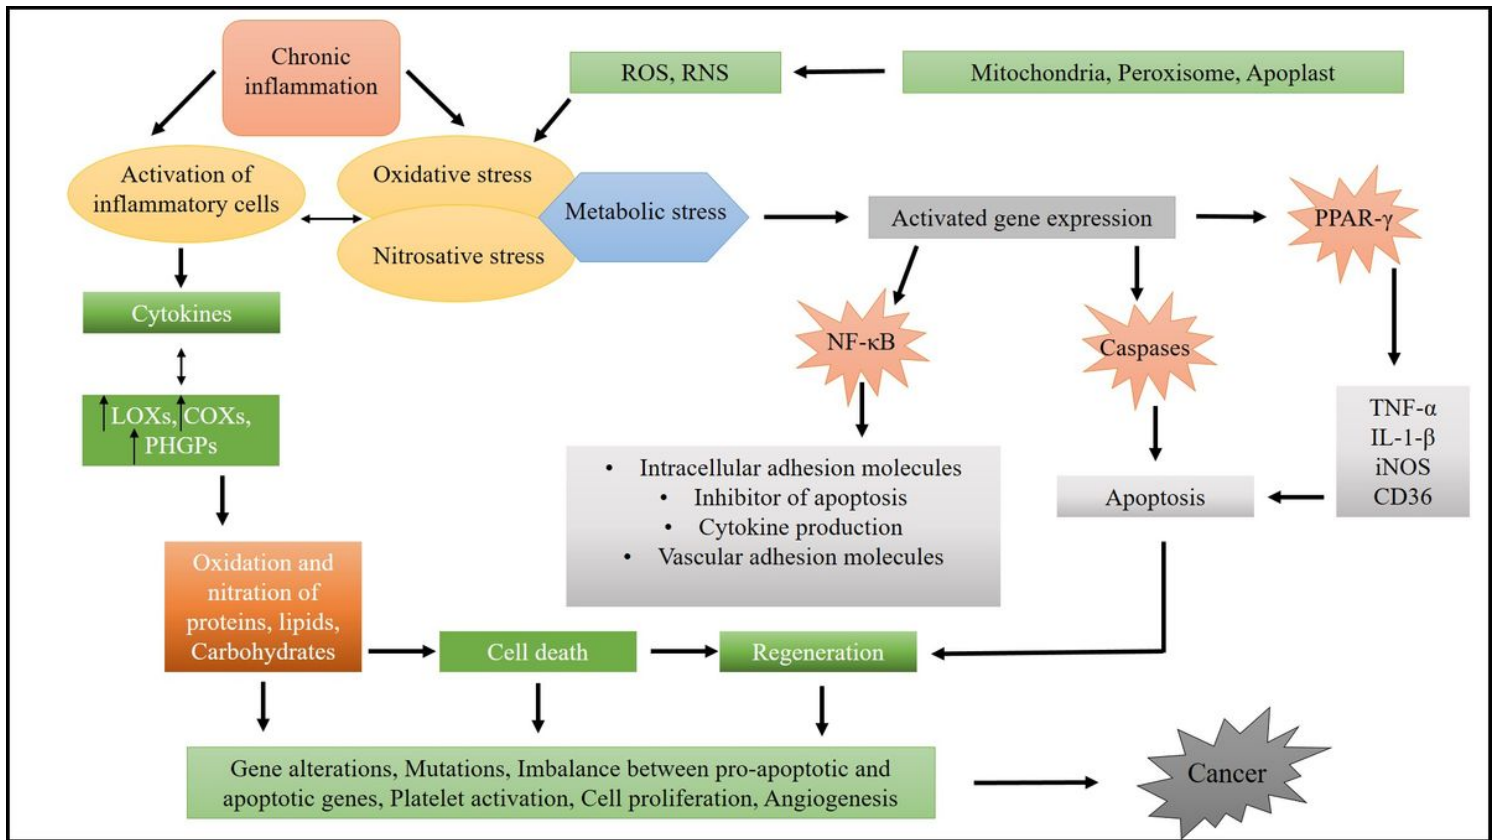 Chronic
inflammation
ROS, RNS
Mitochondria, Peroxisome, Apoplast
Activation of
inflammatory cells
Oxidative stress
Metabolic stress
Nitrosative stress
Activated gene expression
PPAR-γ
Cytokines
NF-κB
Caspases
LOXs, COXs,
PHGPs
TNF-α
IL-1-β
iNOS
CD36
• Intracellular adhesion molecules
• Inhibitor of apoptosis
• Cytokine production
• Vascular adhesion molecules
Apoptosis
Oxidation and
nitration of
proteins, lipids,
Carbohydrates
Cell death
Regeneration
Gene alterations, Mutations, Imbalance between pro-apoptotic and
apoptotic genes, Platelet activation, Cell proliferation, Angiogenesis
Cancer